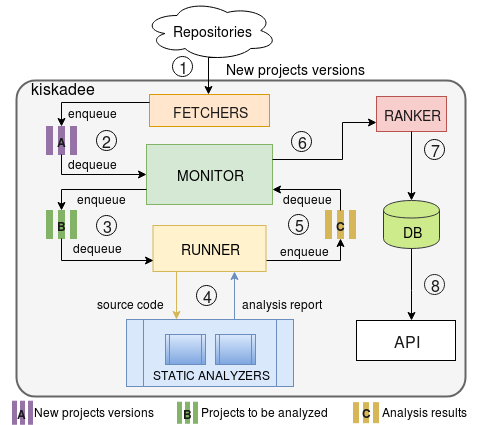 Repositories
1
New projects versions
kiskadee
enqueue
FETCHERS
RANKER
A
2
6
dequeue
MONITOR
7
enqueue
dequeue
B
3
5
C
DB
dequeue
RUNNER
enqueue
source code
4
analysis report
8
STATIC ANALYZERS
API
A New projects versions
B Projects to be analyzed
C Analysis results